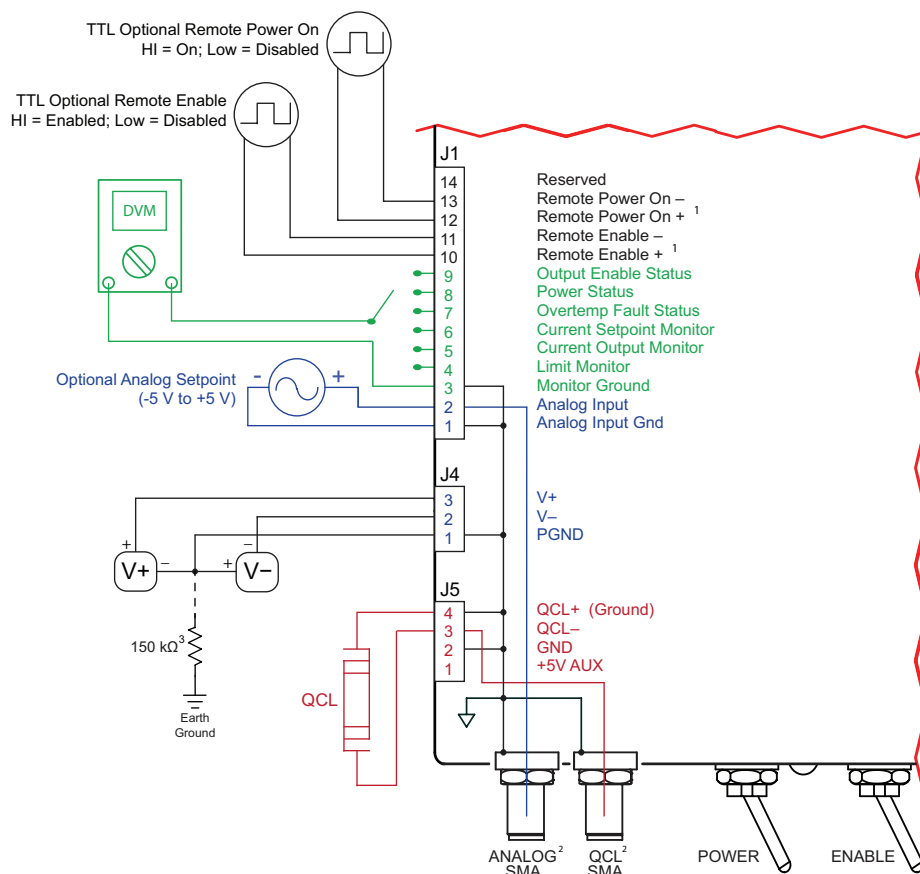 TTL Optional Remote Power On
HI = On; Low = Disabled
TTL Optional Remote Enable
HI = Enabled; Low = Disabled
DVM
Optional Analog Setpoint
(-5 V to +5 V)
- +
J1
14 Reserved
13 Remote Power On –
12 Remote Power On + 1
11 Remote Enable –
10 Remote Enable + 1
9 Output Enable Status
8 Power Status
7 Overtemp Fault Status
6 Current Setpoint Monitor
5 Current Output Monitor
4 Limit Monitor
3 Monitor Ground
2 Analog Input
1 Analog Input Gnd
J4
3 V+
2 V–
1 PGND
+ – + –
V+ V–
150 kΩ3
Earth
Ground
J5
4 QCL+ (Ground)
3 QCL–
2 GND
1 +5V AUX
QCL
ANALOG2
SMA
QCL2
SMA
POWER
ENABLE